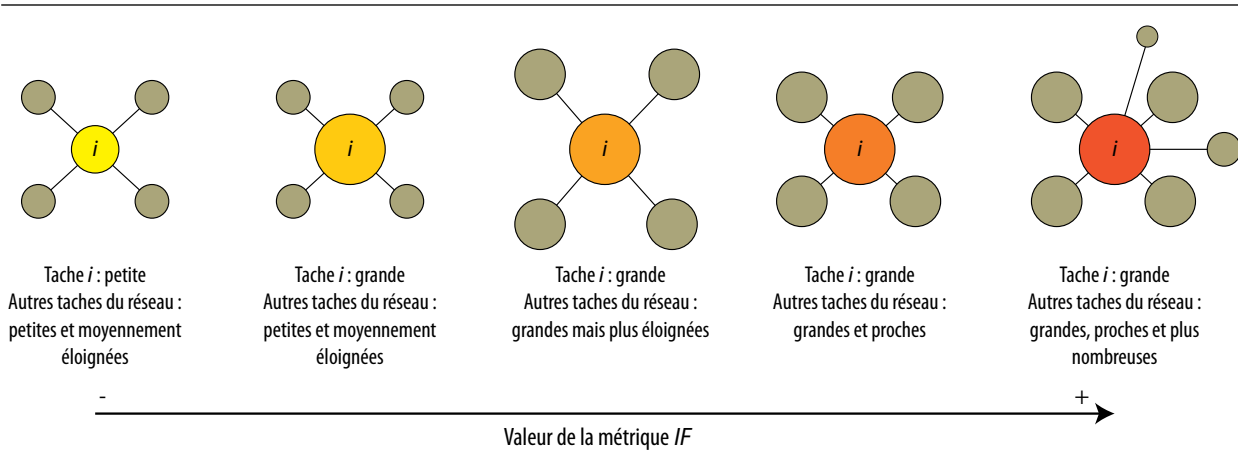 i
i
i
i
i
Tache i : petite
Autres taches du réseau :
petites et moyennement
éloignées
Tache i : grande
Autres taches du réseau :
petites et moyennement
éloignées
Tache i : grande
Autres taches du réseau :
grandes mais plus éloignées
Tache i : grande
Autres taches du réseau :
grandes et proches
Tache i : grande
Autres taches du réseau :
grandes, proches et plus
nombreuses
-
+
Valeur de la métrique IF